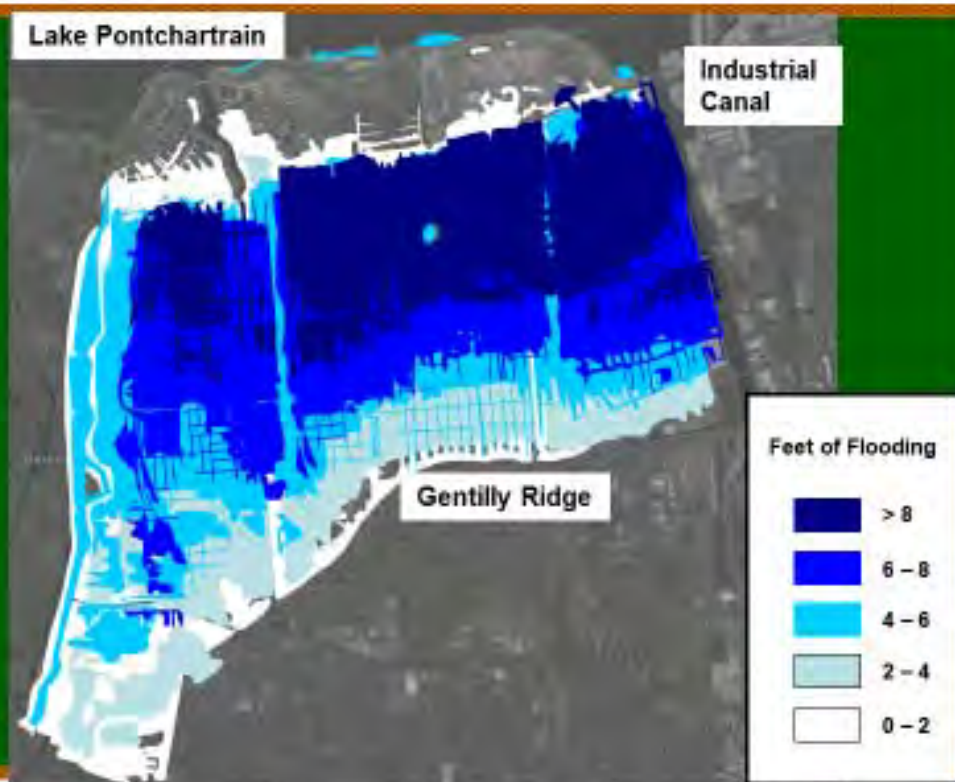 Lake Pontchartrain
Industrial
Canal
Gentilly Ridge
Feet of Flooding
> 8
6 – 8
4 – 6
2 – 4
0 – 2